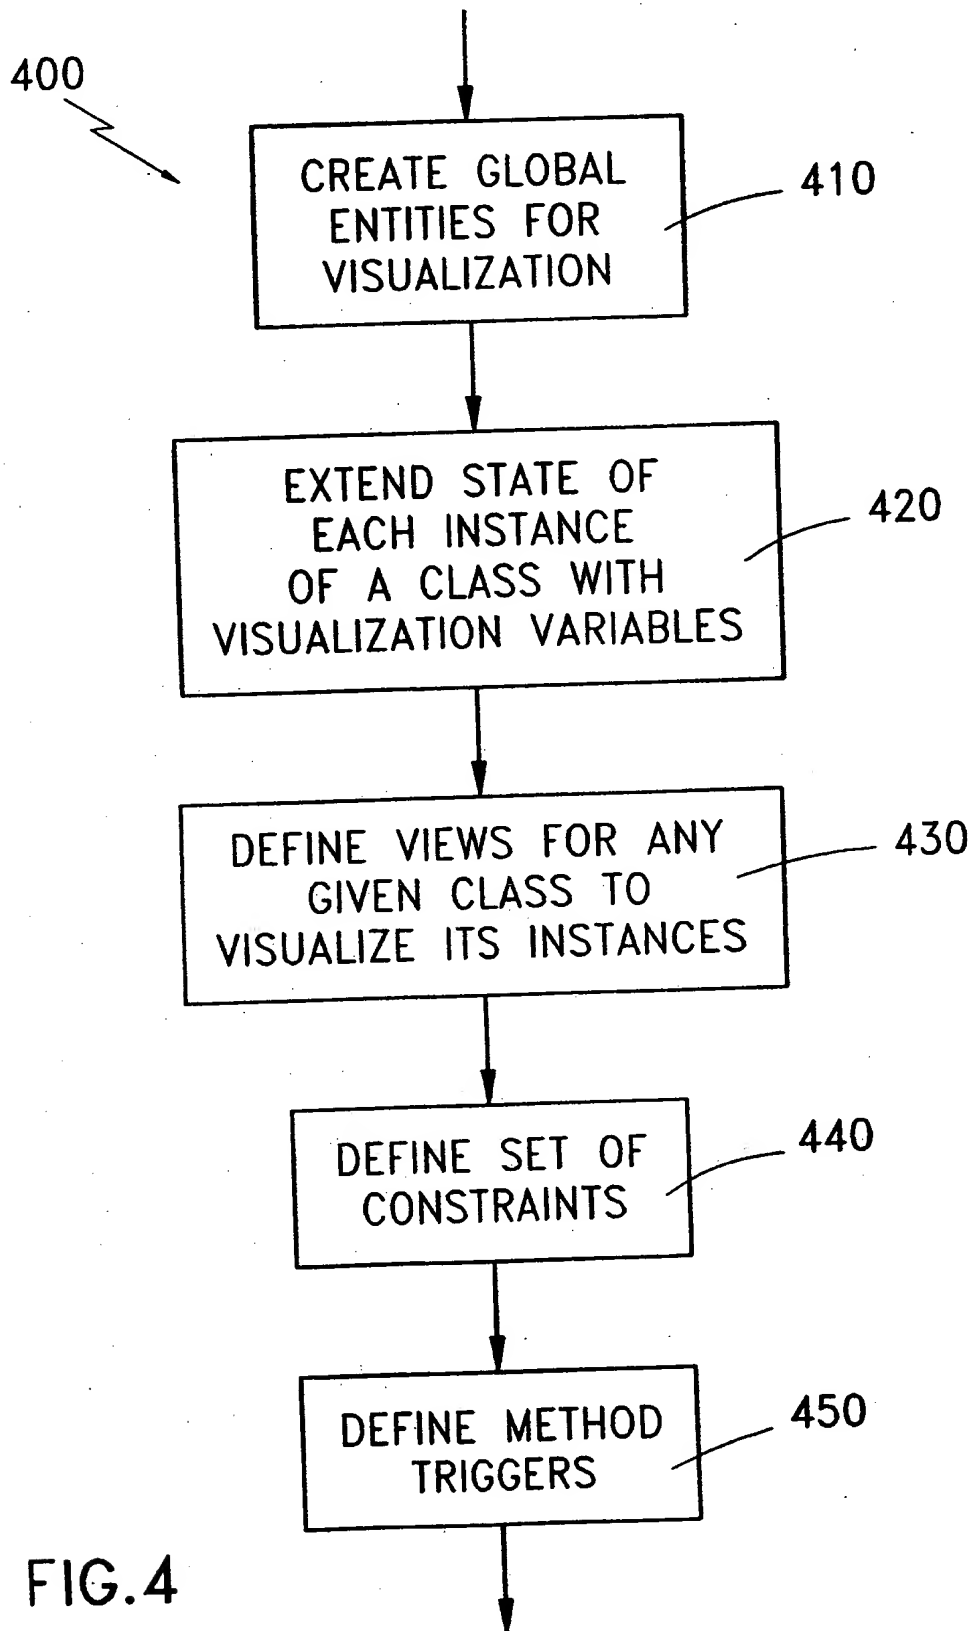 400
CREATE GLOBAL
ENTITIES FOR
VISUALIZATION
410
EXTEND STATE OF
EACH INSTANCE
OF A CLASS WITH
VISUALIZATION VARIABLES
420
DEFINE VIEWS FOR ANY
GIVEN CLASS TO
VISUALIZE ITS INSTANCES
430
DEFINE SET OF
CONSTRAINTS
440
DEFINE METHOD
TRIGGERS
450
FIG.4